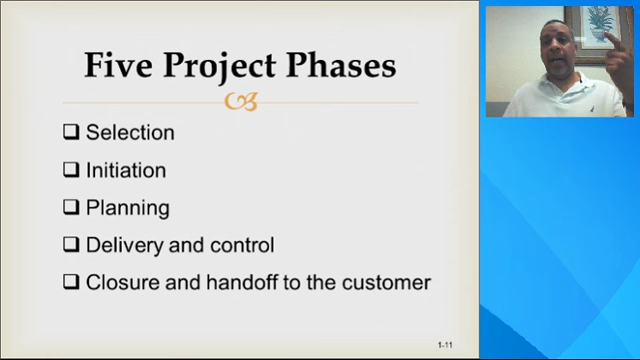 Five Project Phases
Selection
Initiation
Planning
Delivery and control
Closure and handoff to the customer
1-11